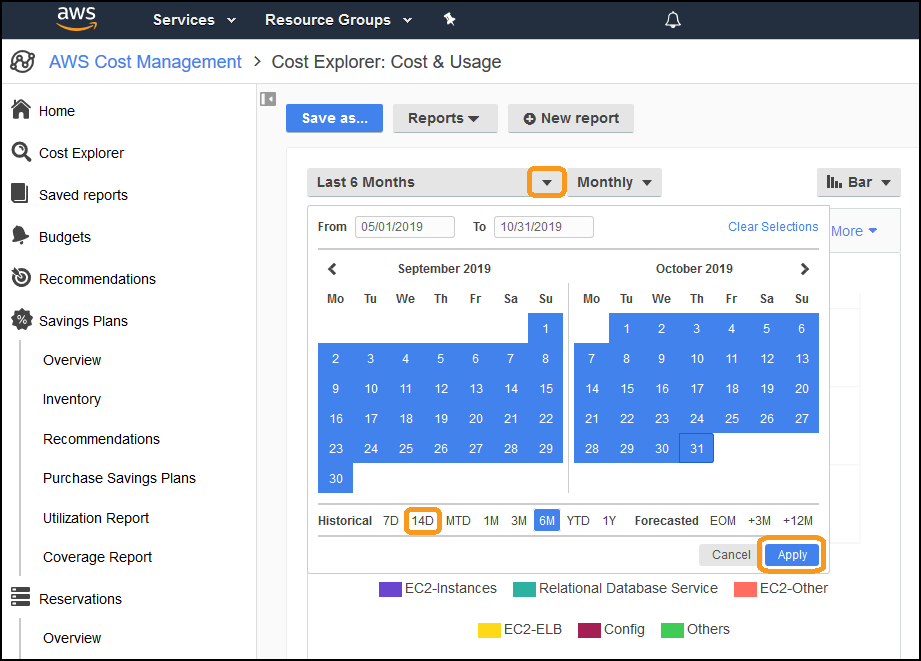 aws Services Resource Groups
AWS Cost Management > Cost Explorer: Cost & Usage
Home
Cost Explorer
Saved reports
Budgets
Recommendations
% Savings Plans
Overview
Inventory
Recommendations
Purchase Savings Plans
Utilization Report
Coverage Report
Reservations
Overview
Save as... Reports New report
Last 6 Months Monthly Bar
From 05/01/2019 To 10/31/2019 Clear Selections
More
September 2019 October 2019
Mo Tu We Th Fr Sa Su Mo Tu We Th Fr Sa Su
1 1 2 3 4 5 6
2 3 4 5 6 7 8 7 8 9 10 11 12 13
9 10 11 12 13 14 15 14 15 16 17 18 19 20
16 17 18 19 20 21 22 21 22 23 24 25 26 27
23 24 25 26 27 28 29 28 29 30 31
30
Historical 7D 14D MTD 1M 3M 6M YTD 1Y Forecasted EOM +3M +12M
Cancel Apply
EC2-Instances Relational Database Service EC2-Other
EC2-ELB Config Others